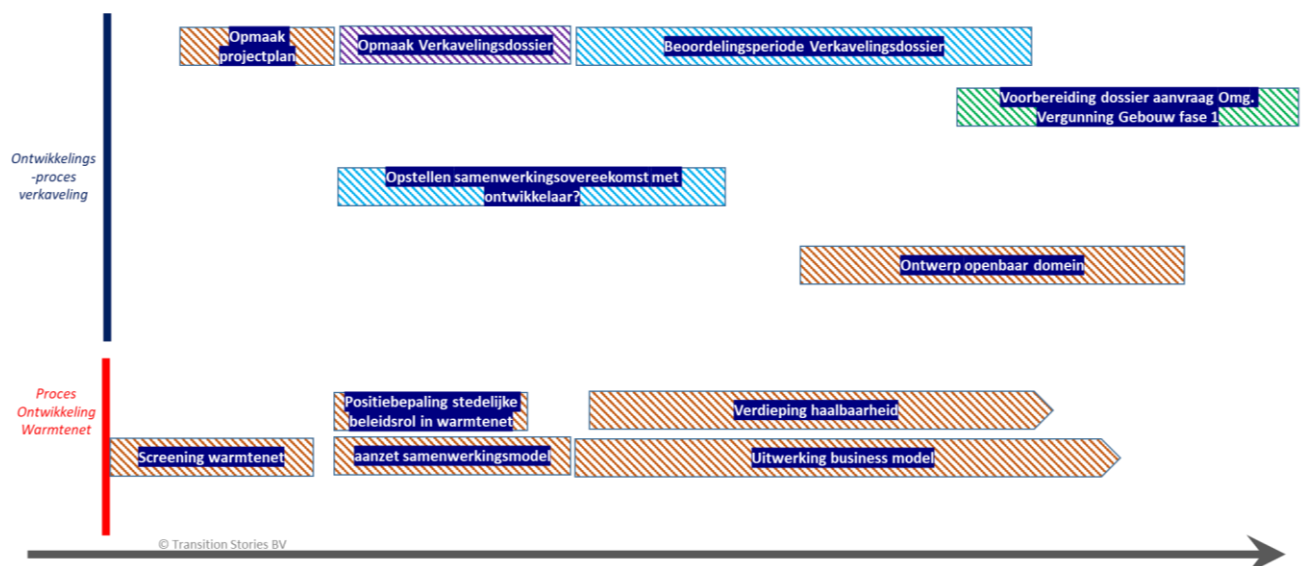 Opmaak
projectplan
Opmaak Verkavelingsdossier
Beoordelingsperiode Verkavelingsdossier
Voorbereiding dossier aanvraag Omg.
Vergunning Gebouw fase 1
Ontwikkelings
-proces
verkaveling
Opstellen samenwerkingsovereekomst met
ontwikkelaar?
Ontwerp openbaar domein
Proces
Ontwikkeling
Warmtenet
Positiebepaling stedelijke
beleidsrol in warmtenet
Verdieping haalbaarheid
Screening warmtenet
aanzet samenwerkingsmodel
Uitwerking business model
© Transition Stories BV